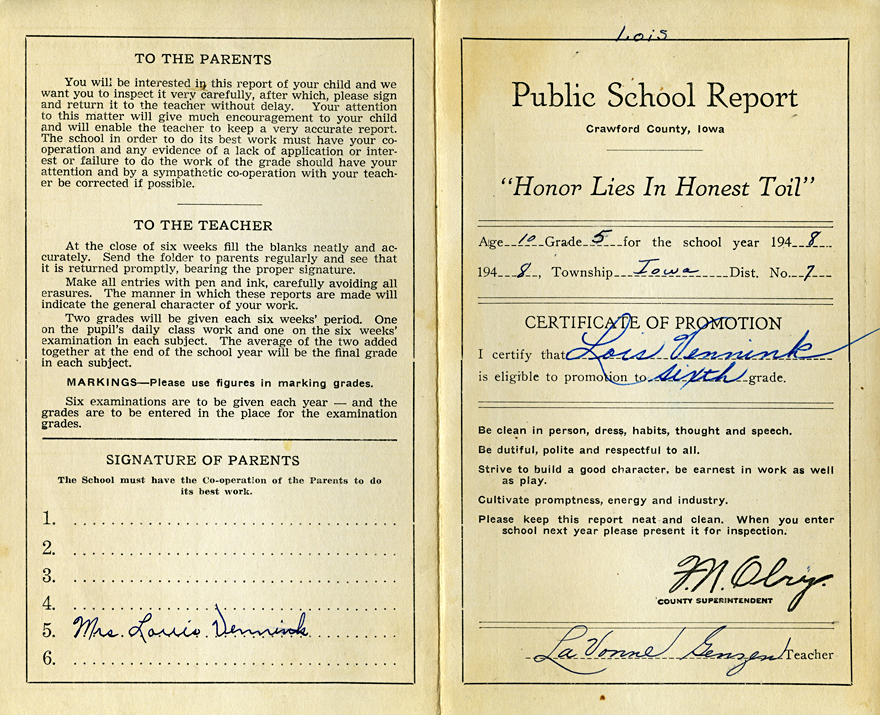 TO THE PARENTS
You will be interested in this report of your child and we
want you to inspect it very carefully, after which, please sign
and return it to the teacher without delay. Your attention
to this matter will give much encouragement to your child
and will enable the teacher to keep a very accurate report.
The school in order to do its best work must have your co-
operation and any evidence of a lack of application or inter-
est or failure to do the work of the grade should have your
attention and by a sympathetic co-operation with your teach-
er be corrected if possible.
TO THE TEACHER
At the close of six weeks fill the blanks neatly and ac-
curately. Send the folder to parents regularly and see that
it is returned promptly, bearing the proper signature.
Make all entries with pen and ink, carefully avoiding all
erasures. The manner in which these reports are made will
indicate the general character of your work.
Two grades will be given each six weeks' period. One
on the pupil's daily class work and one on the six weeks'
examination in each subject. The average of the two added
together at the end of the school year will be the final grade
in each subject.
MARKINGS—Please use figures in marking grades.
Six examinations are to be given each year — and the
grades are to be entered in the place for the examination
grades.
SIGNATURE OF PARENTS
The School must have the Co-operation of the Parents to do
its best work.
1.
2.
3.
4.
5. Mrs. Louis Vennink
6.
Lois
Public School Report
Crawford County, Iowa
"Honor Lies In Honest Toil"
Age 10 Grade 5 for the school year 194 8
194 8, Township Iowa Dist. No. 7
CERTIFICATE OF PROMOTION
I certify that Lois Vennink
is eligible to promotion to sixth grade.
Be clean in person, dress, habits, thought and speech.
Be dutiful, polite and respectful to all.
Strive to build a good character, be earnest in work as well
as play.
Cultivate promptness, energy and industry.
Please keep this report neat and clean. When you enter
school next year please present it for inspection.
F. M. Olry.
COUNTY SUPERINTENDENT
La Vonne Genzen Teacher